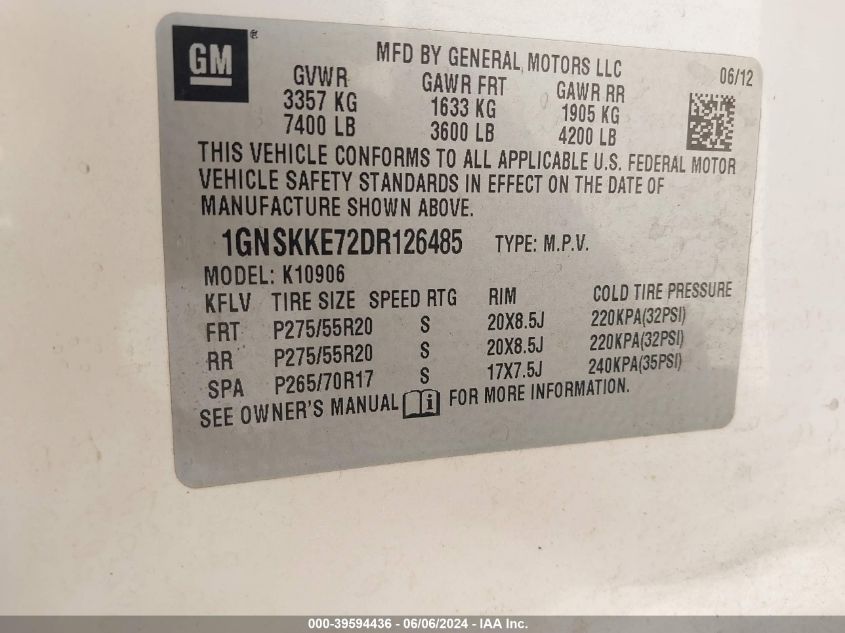 GM®
MFD BY GENERAL MOTORS LLC 06/12
GVWR GAWR FRT GAWR RR
3357 KG 1633 KG 1905 KG
7400 LB 3600 LB 4200 LB
THIS VEHICLE CONFORMS TO ALL APPLICABLE U.S. FEDERAL MOTOR
VEHICLE SAFETY STANDARDS IN EFFECT ON THE DATE OF
MANUFACTURE SHOWN ABOVE.
1GNSKKE72DR126485 TYPE: M.P.V.
MODEL: K10906
KFLV TIRE SIZE SPEED RTG RIM COLD TIRE PRESSURE
FRT P275/55R20 S 20X8.5J 220KPA(32PSI)
RR P275/55R20 S 20X8.5J 220KPA(32PSI)
SPA P265/70R17 S 17X7.5J 240KPA(35PSI)
SEE OWNER'S MANUAL i FOR MORE INFORMATION.
000-39594436 - 06/06/2024 - IAA Inc.